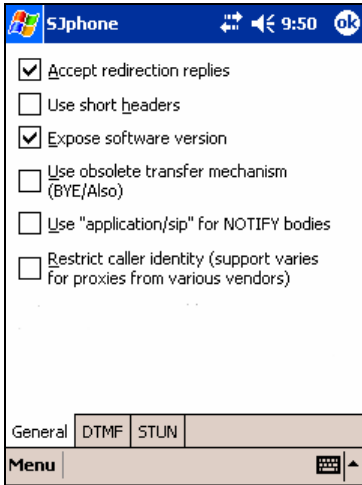 SJphone 9:50 ok
Accept redirection replies
Use short headers
Expose software version
Use obsolete transfer mechanism
(BYE/Also)
Use "application/sip" for NOTIFY bodies
Restrict caller identity (support varies
for proxies from various vendors)
General DTMF STUN
Menu